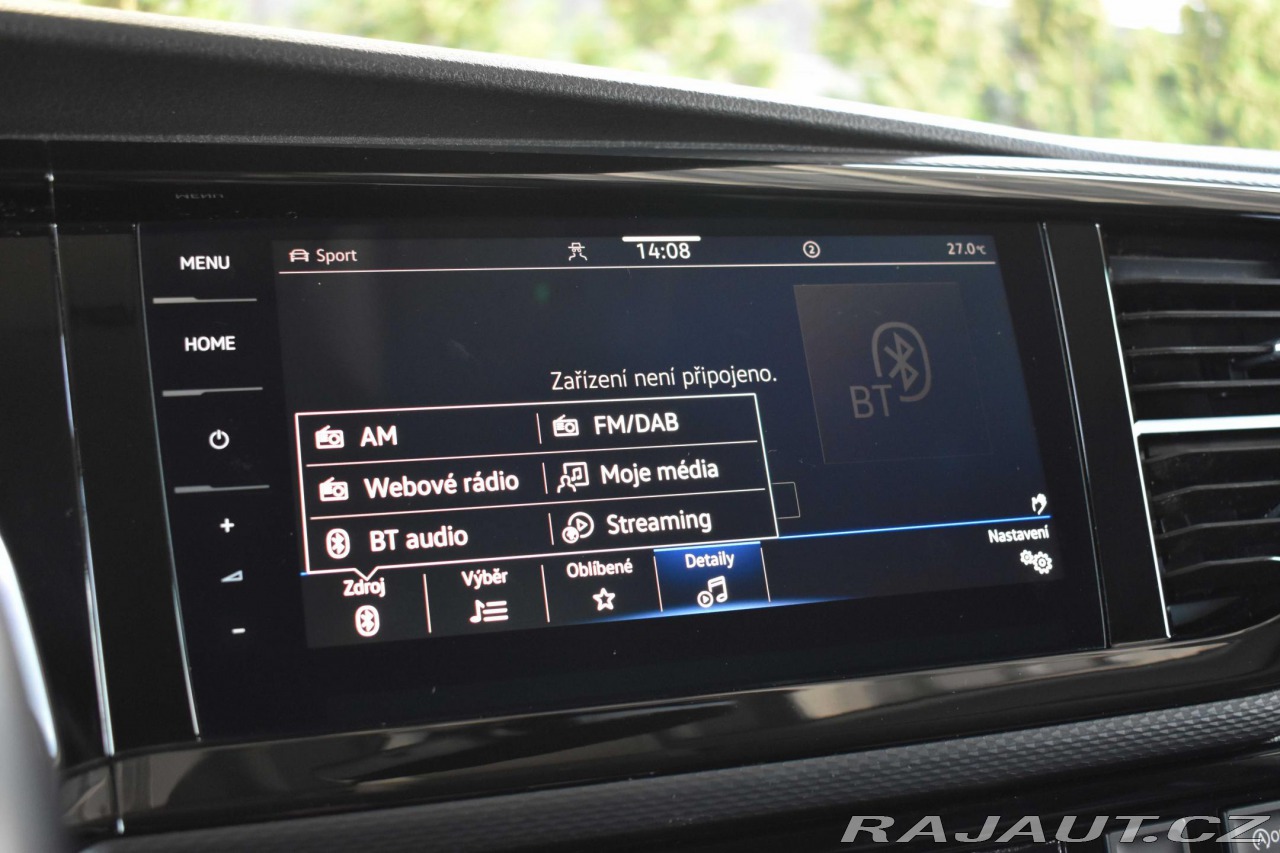 MENU
HOME
Sport
14:08
2
27.0°C
Zařízení není připojeno.
BT
AM
FM/DAB
Webové rádio
Moje média
BT audio
Streaming
Nastavení
Zdroj
Výběr
Oblíbené
Detaily
+
-
RAJAUT.CZ